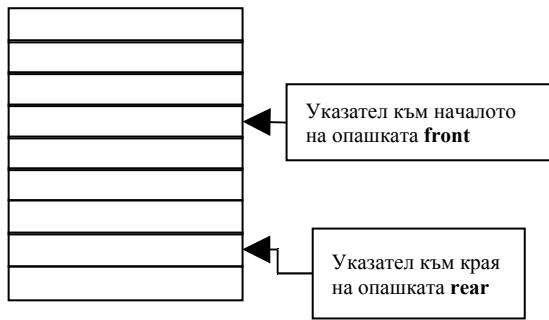 Указател към началото
на опашката front
Указател към края
на опашката rear